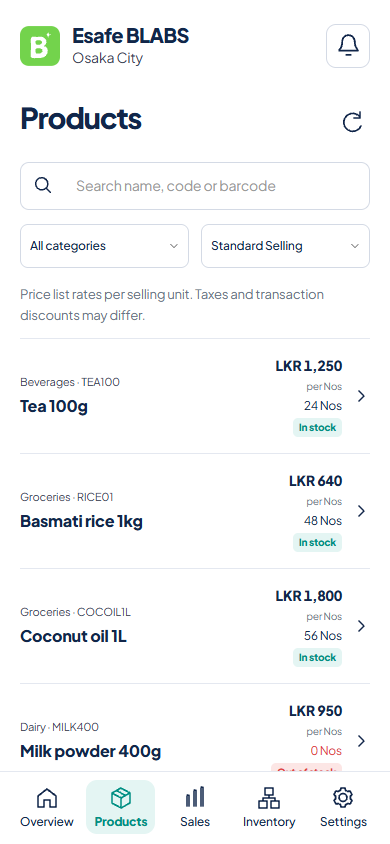 B+
Esafe BLABS
Osaka City
Products
Search name, code or barcode
All categories
Standard Selling
Price list rates per selling unit. Taxes and transaction
discounts may differ.
LKR 1,250
Beverages · TEA100
per Nos
Tea 100g
24 Nos
In stock
LKR 640
Groceries · RICE01
per Nos
Basmati rice 1kg
48 Nos
In stock
LKR 1,800
Groceries · COCOIL1L
per Nos
Coconut oil 1L
56 Nos
In stock
LKR 950
Dairy · MILK400
per Nos
Milk powder 400g
0 Nos
Out of stock
Overview
Products
Sales
Inventory
Settings